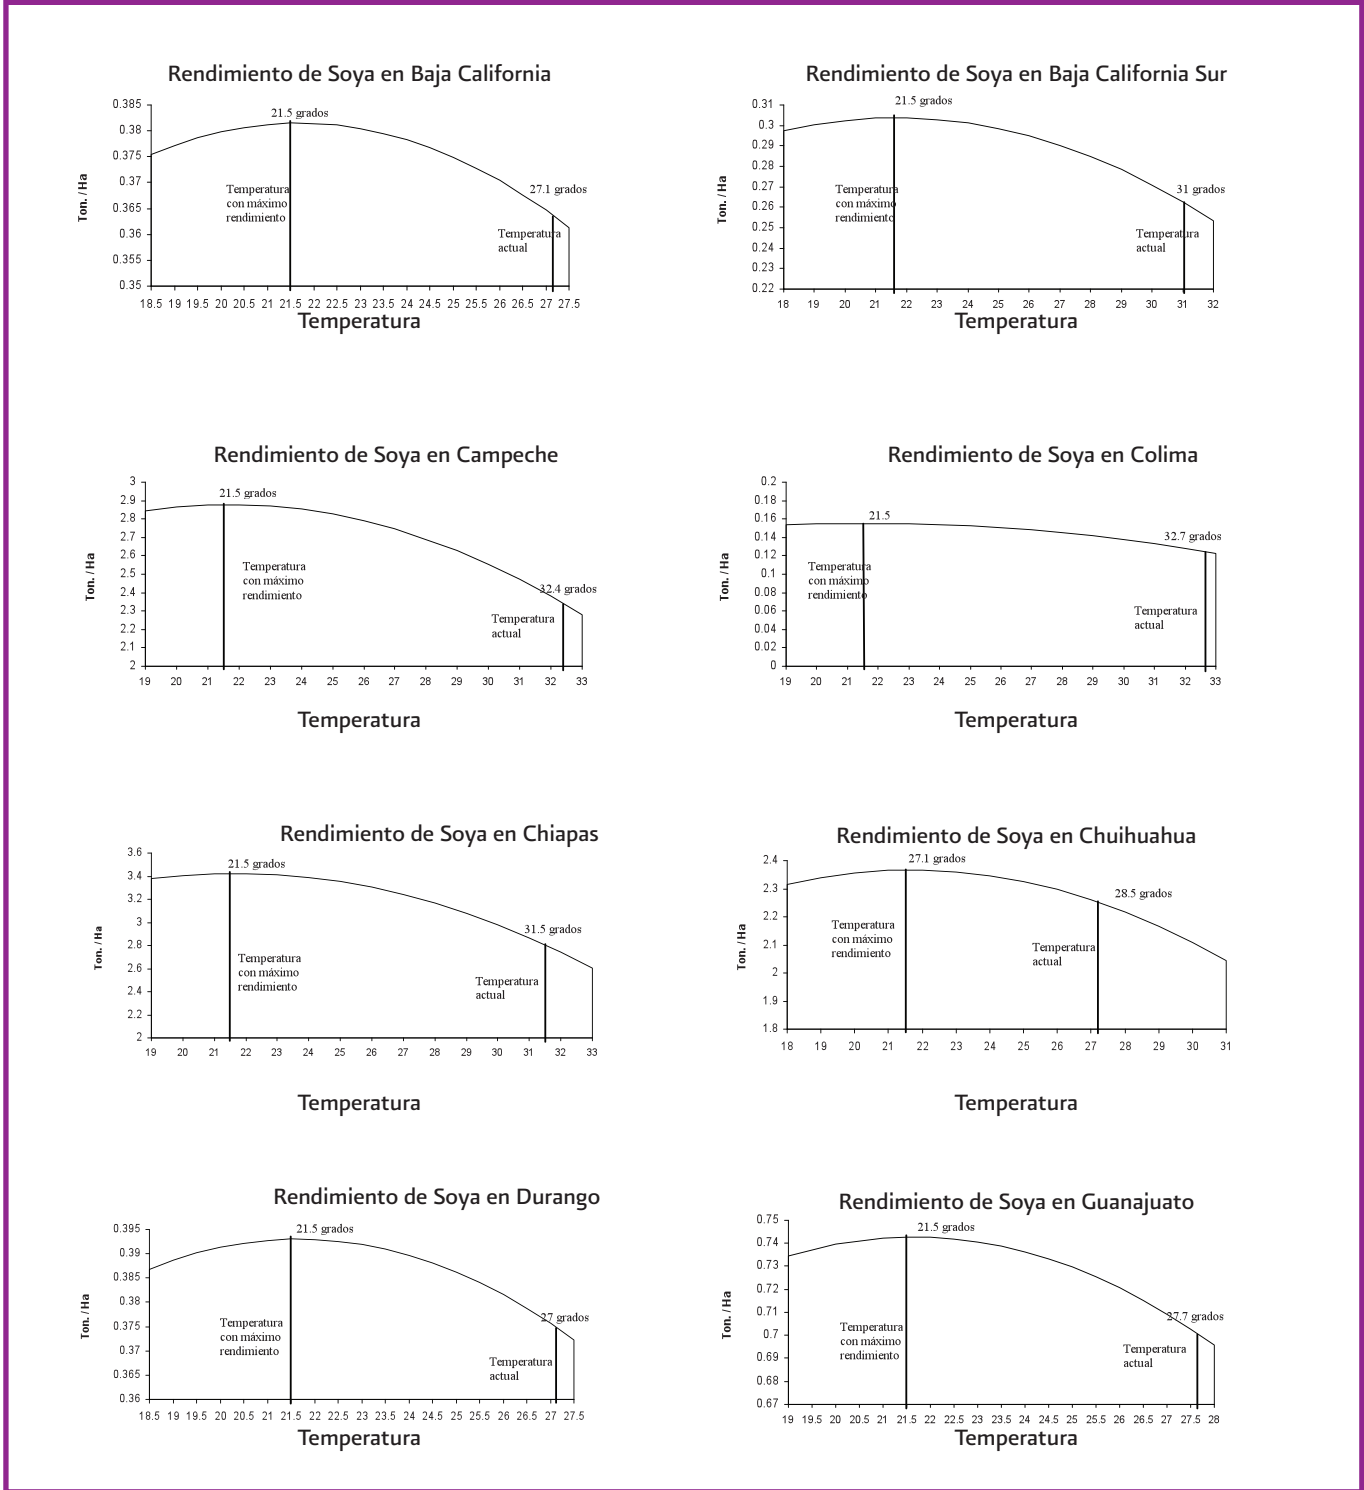 Rendimiento de Soya en Baja California
0.385
0.38
0.375
0.37
0.365
0.36
0.355
0.35
Ton. / Ha
21.5 grados
Temperatura
con máximo
rendimiento
27.1 grados
Temperatura
actual
18.5 19 19.5 20 20.5 21 21.5 22 22.5 23 23.5 24 24.5 25 25.5 26 26.5 27 27.5
Temperatura
Rendimiento de Soya en Baja California Sur
0.31
0.3
0.29
0.28
0.27
0.26
0.25
0.24
0.23
0.22
Ton. / Ha
21.5 grados
Temperatura
con máximo
rendimiento
31 grados
Temperatura
actual
18 19 20 21 22 23 24 25 26 27 28 29 30 31 32
Temperatura
Rendimiento de Soya en Campeche
3
2.9
2.8
2.7
2.6
2.5
2.4
2.3
2.2
2.1
2
Ton. / Ha
21.5 grados
Temperatura
con máximo
rendimiento
32.4 grados
Temperatura
actual
19 20 21 22 23 24 25 26 27 28 29 30 31 32 33
Temperatura
Rendimiento de Soya en Colima
0.2
0.18
0.16
0.14
0.12
0.1
0.08
0.06
0.04
0.02
0
Ton. / Ha
21.5
Temperatura
con máximo
rendimiento
32.7 grados
Temperatura
actual
19 20 21 22 23 24 25 26 27 28 29 30 31 32 33
Temperatura
Rendimiento de Soya en Chiapas
3.6
3.4
3.2
3
2.8
2.6
2.4
2.2
2
Ton. / Ha
21.5 grados
Temperatura
con máximo
rendimiento
31.5 grados
Temperatura
actual
19 20 21 22 23 24 25 26 27 28 29 30 31 32 33
Temperatura
Rendimiento de Soya en Chuihuahua
2.4
2.3
2.2
2.1
2
1.9
1.8
Ton. / Ha
27.1 grados
Temperatura
con máximo
rendimiento
28.5 grados
Temperatura
actual
18 19 20 21 22 23 24 25 26 27 28 29 30 31
Temperatura
Rendimiento de Soya en Durango
0.395
0.39
0.385
0.38
0.375
0.37
0.365
0.36
Ton. / Ha
21.5 grados
Temperatura
con máximo
rendimiento
27 grados
Temperatura
actual
18.5 19 19.5 20 20.5 21 21.5 22 22.5 23 23.5 24 24.5 25 25.5 26 26.5 27 27.5
Temperatura
Rendimiento de Soya en Guanajuato
0.75
0.74
0.73
0.72
0.71
0.7
0.69
0.68
0.67
Ton. / Ha
21.5 grados
Temperatura
con máximo
rendimiento
27.7 grados
Temperatura
actual
19 19.5 20 20.5 21 21.5 22 22.5 23 23.5 24 24.5 25 25.5 26 26.5 27 27.5 28
Temperatura